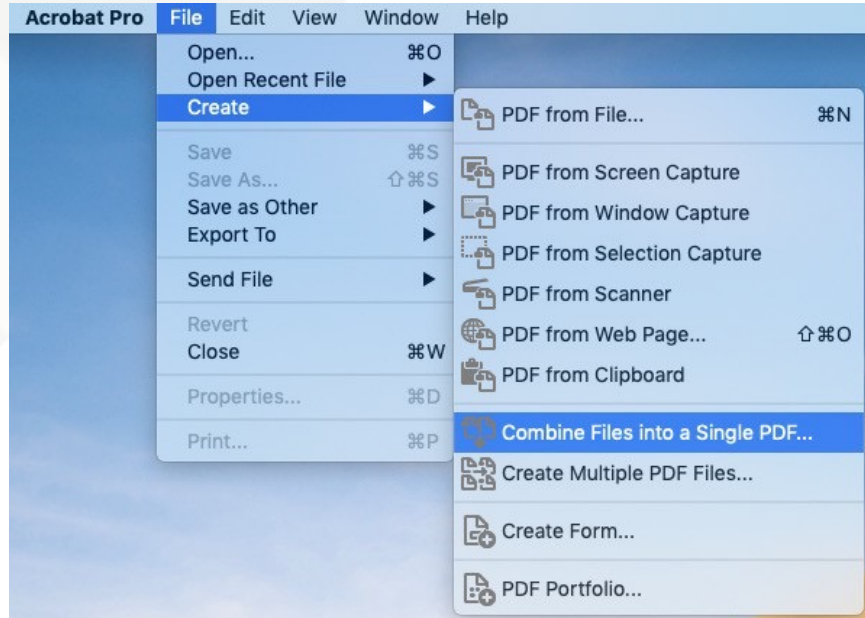 Acrobat Pro File Edit View Window Help
Open... ⌘O
Open Recent File ▶
Create ▶
Save ⌘S
Save As... ⇧⌘S
Save as Other ▶
Export To ▶
Send File ▶
Revert
Close ⌘W
Properties... ⌘D
Print... ⌘P
PDF from File... ⌘N
PDF from Screen Capture
PDF from Window Capture
PDF from Selection Capture
PDF from Scanner
PDF from Web Page... ⇧⌘O
PDF from Clipboard
Combine Files into a Single PDF...
Create Multiple PDF Files...
Create Form...
PDF Portfolio...